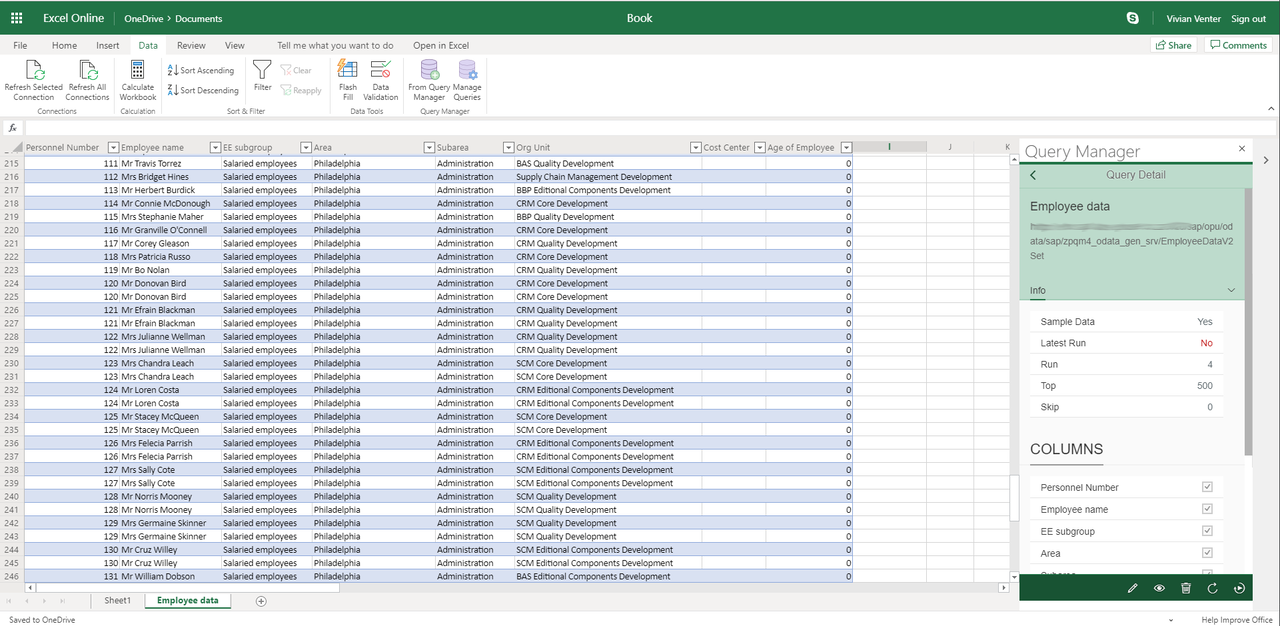 Excel Online OneDrive > Documents Book Vivian Venter Sign out
File Home Insert Data Review View Tell me what you want to do Open in Excel Share Comments
Refresh Selected Connection Refresh All Connections Calculate Workbook Sort Ascending Sort Descending Filter Clear Reapply Flash Fill Data Validation From Query Manager Manage Queries
Connections Calculation Sort & Filter Data Tools Query Manager
fx
Personnel Number Employee name EE subgroup Area Subarea Org Unit Cost Center Age of Employee I J K
215 111 Mr Travis Torrez Salaried employees Philadelphia Administration BAS Quality Development 0
216 112 Mrs Bridget Hines Salaried employees Philadelphia Administration Supply Chain Management Development 0
217 113 Mr Herbert Burdick Salaried employees Philadelphia Administration BBP Editional Components Development 0
218 114 Mr Connie McDonough Salaried employees Philadelphia Administration CRM Core Development 0
219 115 Mrs Stephanie Maher Salaried employees Philadelphia Administration BBP Quality Development 0
220 116 Mr Granville O'Connell Salaried employees Philadelphia Administration CRM Core Development 0
221 117 Mr Corey Gleason Salaried employees Philadelphia Administration CRM Quality Development 0
222 118 Mrs Patricia Russo Salaried employees Philadelphia Administration CRM Core Development 0
223 119 Mr Bo Nolan Salaried employees Philadelphia Administration CRM Quality Development 0
224 120 Mr Donovan Bird Salaried employees Philadelphia Administration CRM Core Development 0
225 120 Mr Donovan Bird Salaried employees Philadelphia Administration CRM Core Development 0
226 121 Mr Efrain Blackman Salaried employees Philadelphia Administration CRM Quality Development 0
227 121 Mr Efrain Blackman Salaried employees Philadelphia Administration CRM Quality Development 0
228 122 Mrs Julianne Wellman Salaried employees Philadelphia Administration CRM Quality Development 0
229 122 Mrs Julianne Wellman Salaried employees Philadelphia Administration CRM Quality Development 0
230 123 Mrs Chandra Leach Salaried employees Philadelphia Administration SCM Core Development 0
231 123 Mrs Chandra Leach Salaried employees Philadelphia Administration SCM Core Development 0
232 124 Mr Loren Costa Salaried employees Philadelphia Administration CRM Editional Components Development 0
233 124 Mr Loren Costa Salaried employees Philadelphia Administration CRM Editional Components Development 0
234 125 Mr Stacey McQueen Salaried employees Philadelphia Administration SCM Core Development 0
235 125 Mr Stacey McQueen Salaried employees Philadelphia Administration SCM Core Development 0
236 126 Mrs Felecia Parrish Salaried employees Philadelphia Administration CRM Editional Components Development 0
237 126 Mrs Felecia Parrish Salaried employees Philadelphia Administration CRM Editional Components Development 0
238 127 Mrs Sally Cote Salaried employees Philadelphia Administration SCM Editional Components Development 0
239 127 Mrs Sally Cote Salaried employees Philadelphia Administration SCM Editional Components Development 0
240 128 Mr Norris Mooney Salaried employees Philadelphia Administration SCM Quality Development 0
241 128 Mr Norris Mooney Salaried employees Philadelphia Administration SCM Quality Development 0
242 129 Mrs Germaine Skinner Salaried employees Philadelphia Administration SCM Quality Development 0
243 129 Mrs Germaine Skinner Salaried employees Philadelphia Administration SCM Quality Development 0
244 130 Mr Cruz Willey Salaried employees Philadelphia Administration SCM Editional Components Development 0
245 130 Mr Cruz Willey Salaried employees Philadelphia Administration SCM Editional Components Development 0
246 131 Mr William Dobson Salaried employees Philadelphia Administration BAS Editional Components Development 0
Query Manager
Query Detail
Employee data
ap/opu/od
ata/sap/zpqm4_odata_gen_srv/EmployeeDataV2
Set
Info
Sample Data Yes
Latest Run No
Run 4
Top 500
Skip 0
COLUMNS
Personnel Number
Employee name
EE subgroup
Area
Sheet1 Employee data
Saved to OneDrive Help Improve Office